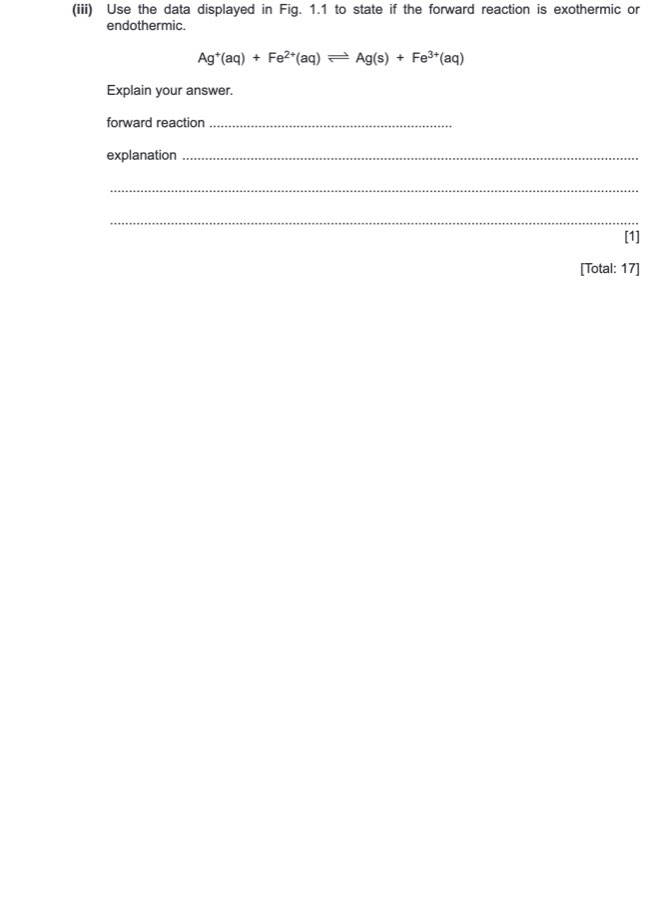 (iii) Use the data displayed in Fig. 1.1 to state if the forward reaction is exothermic or
endothermic.
Ag⁺(aq) + Fe²⁺(aq) ⇌ Ag(s) + Fe³⁺(aq)
Explain your answer.
forward reaction ................................................................
explanation ........................................................................................................................
...........................................................................................................................................
...........................................................................................................................................
[1]
[Total: 17]